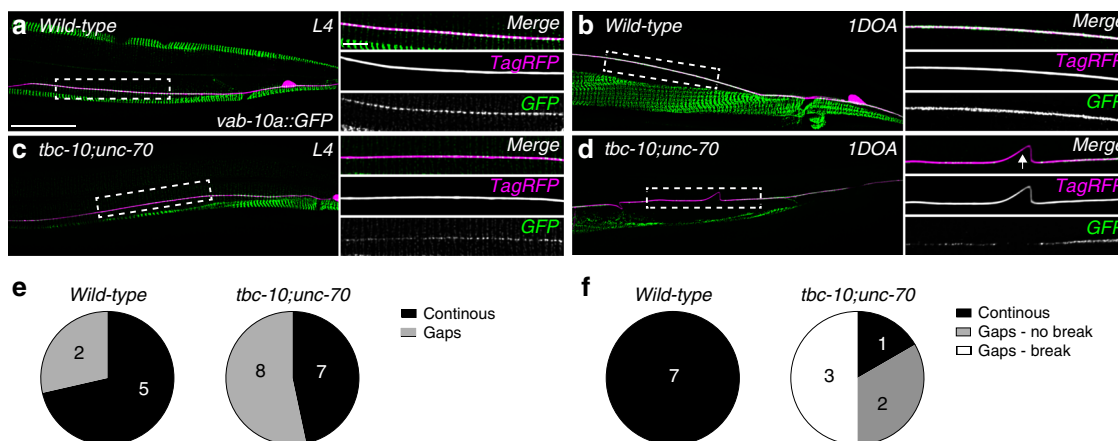 a Wild-type L4 Merge
TagRFP
vab-10a::GFP GFP
b Wild-type 1DOA Merge
TagRFP
GFP
c tbc-10;unc-70 L4 Merge
TagRFP
GFP
d tbc-10;unc-70 1DOA Merge
TagRFP
GFP
e Wild-type tbc-10;unc-70
Continous
Gaps
2 5 8 7
f Wild-type tbc-10;unc-70
Continous
Gaps - no break
Gaps - break
7 3 1 2